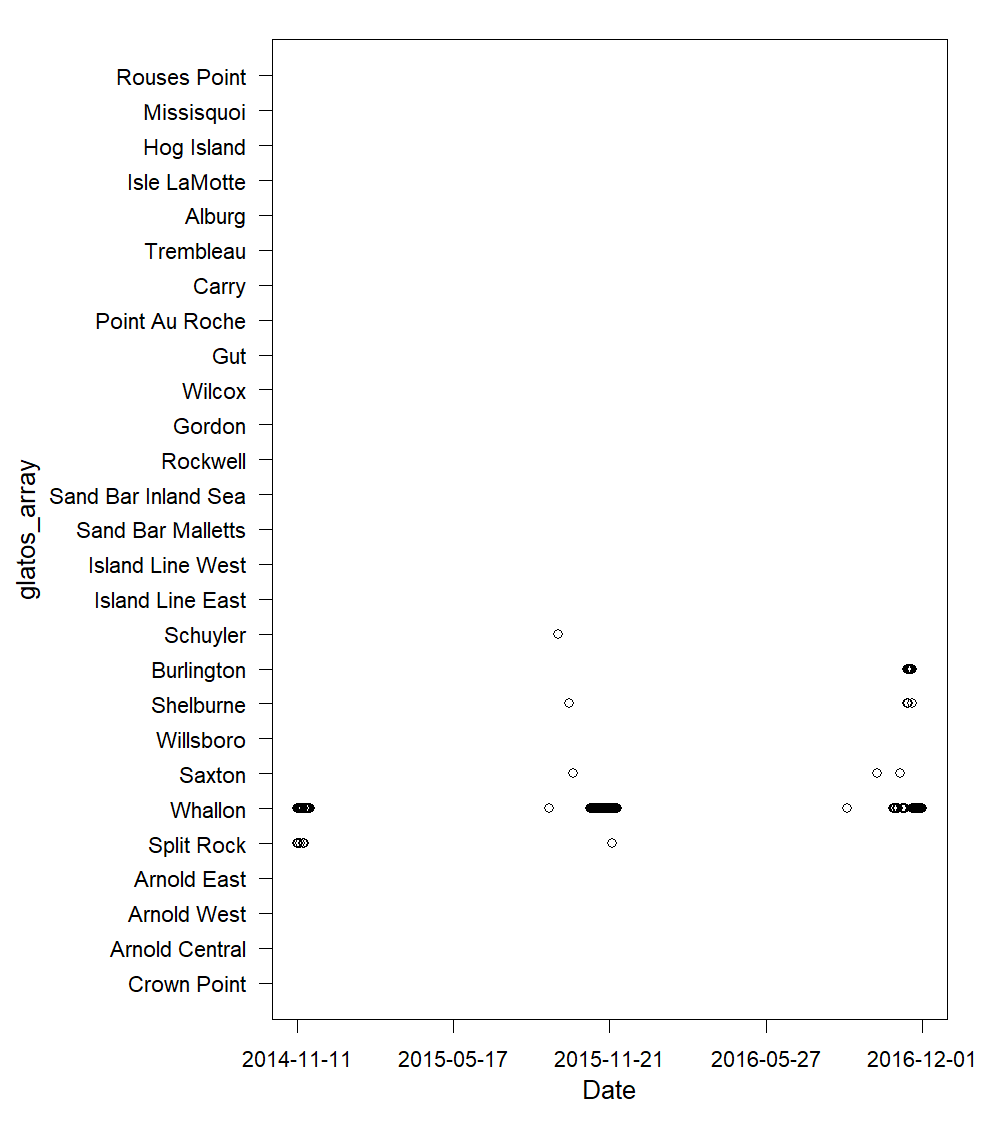 Rouses Point
Missisquoi
Hog Island
Isle LaMotte
Alburg
Trembleau
Carry
Point Au Roche
Gut
Wilcox
Gordon
Rockwell
Sand Bar Inland Sea
Sand Bar Malletts
Island Line West
Island Line East
Schuyler
Burlington
Shelburne
Willsboro
Saxton
Whallon
Split Rock
Arnold East
Arnold West
Arnold Central
Crown Point
glatos_array
2014-11-11 2015-05-17 2015-11-21 2016-05-27 2016-12-01
Date